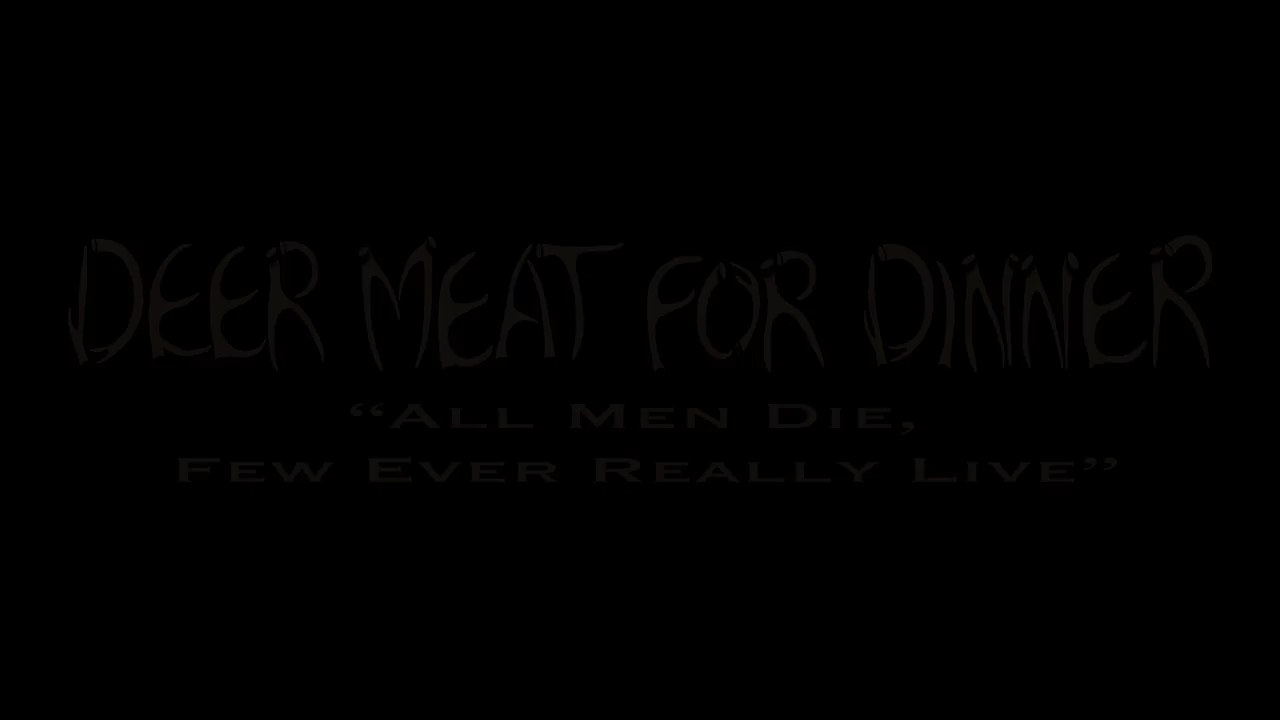 DEER MEAT FOR DINNER
“ALL MEN DIE,
FEW EVER REALLY LIVE”